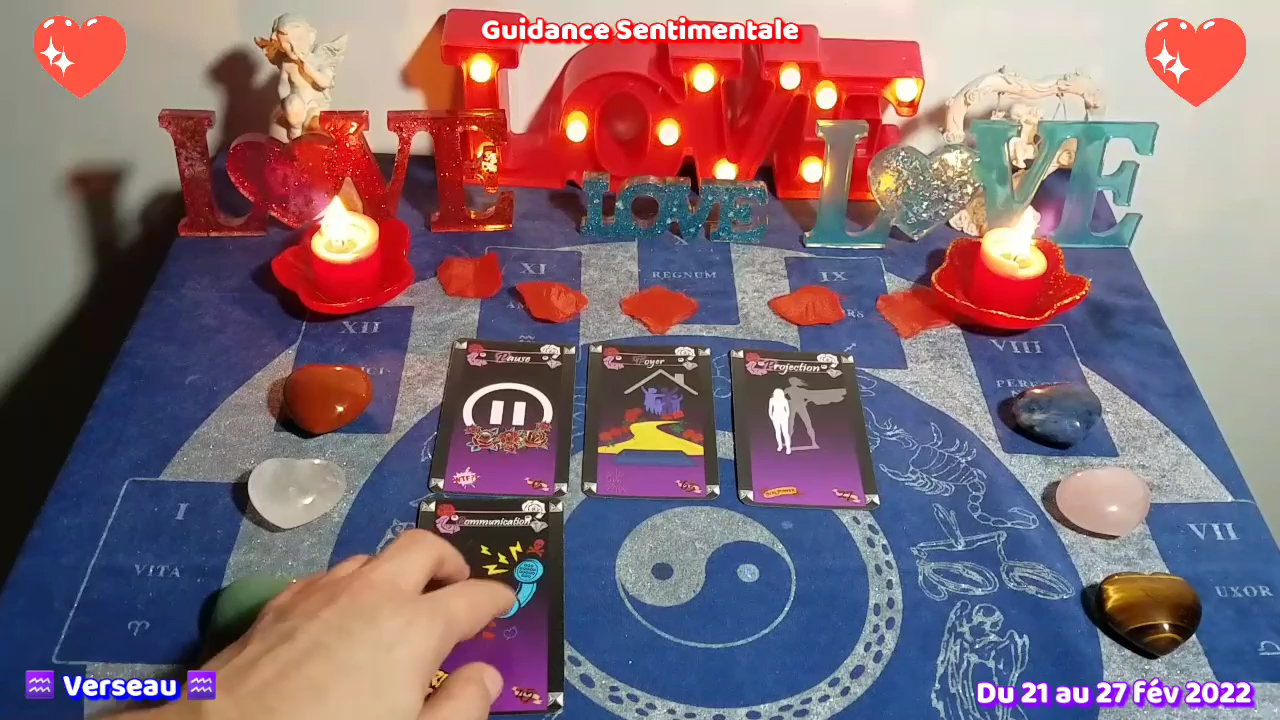 Guidance Sentimentale
LOVE
LOVE
LOVE
LOVE
XI
REGNUM
IX
XII
VIII
Pause
Foyer
Projection
Communication
I
VITA
♈
VII
UXOR
♒ Verseau ♒
Du 21 au 27 fév 2022